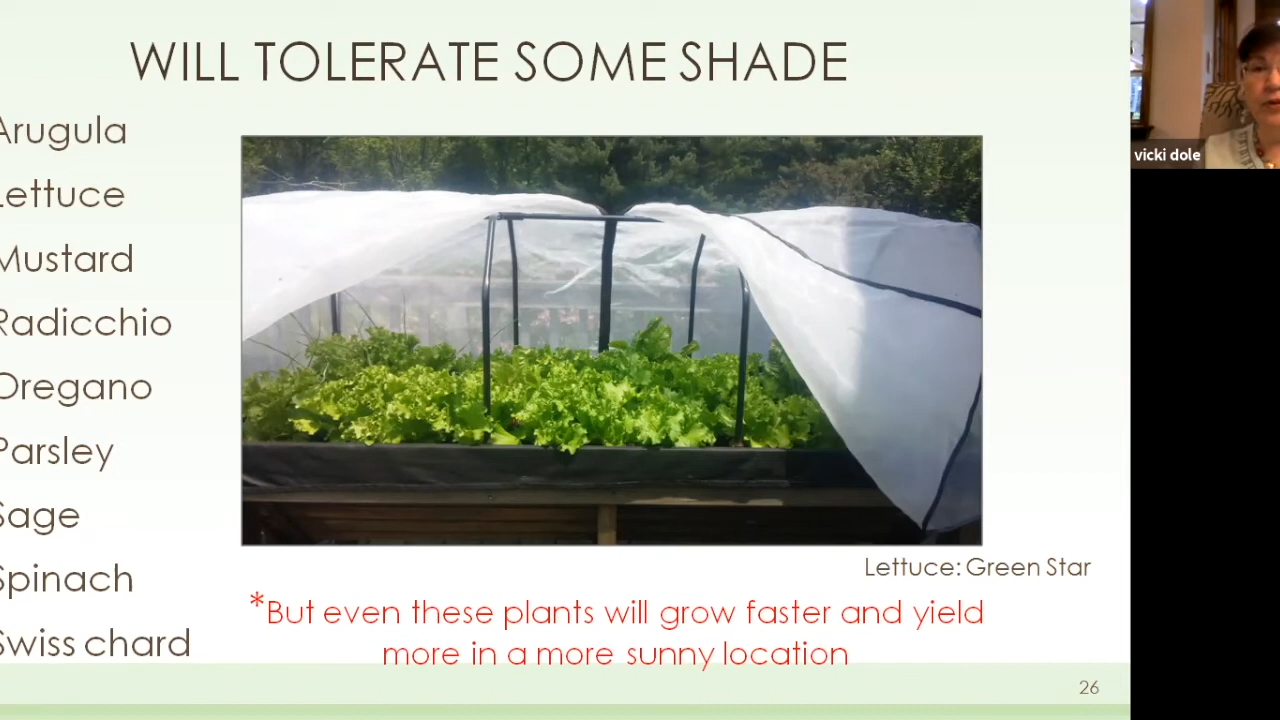 WILL TOLERATE SOME SHADE
Arugula
Lettuce
Mustard
Radicchio
Oregano
Parsley
Sage
Spinach
Swiss chard
Lettuce: Green Star
*But even these plants will grow faster and yield
more in a more sunny location
26
vicki dole